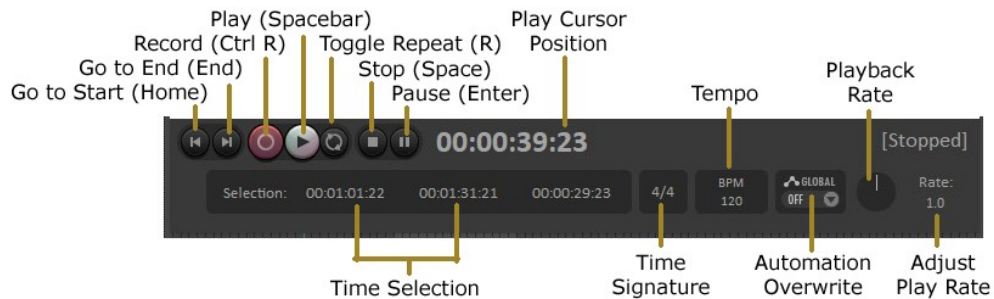 Play (Spacebar)
Play Cursor
Position
Record (Ctrl R)
Toggle Repeat (R)
Go to End (End)
Stop (Space)
Go to Start (Home)
Pause (Enter)
Tempo
Playback
Rate
00:00:39:23
[Stopped]
Selection:
00:01:01:22
00:01:31:21
00:00:29:23
4/4
BPM
120
GLOBAL
OFF
Rate:
1.0
Time Selection
Time
Signature
Automation
Overwrite
Adjust
Play Rate